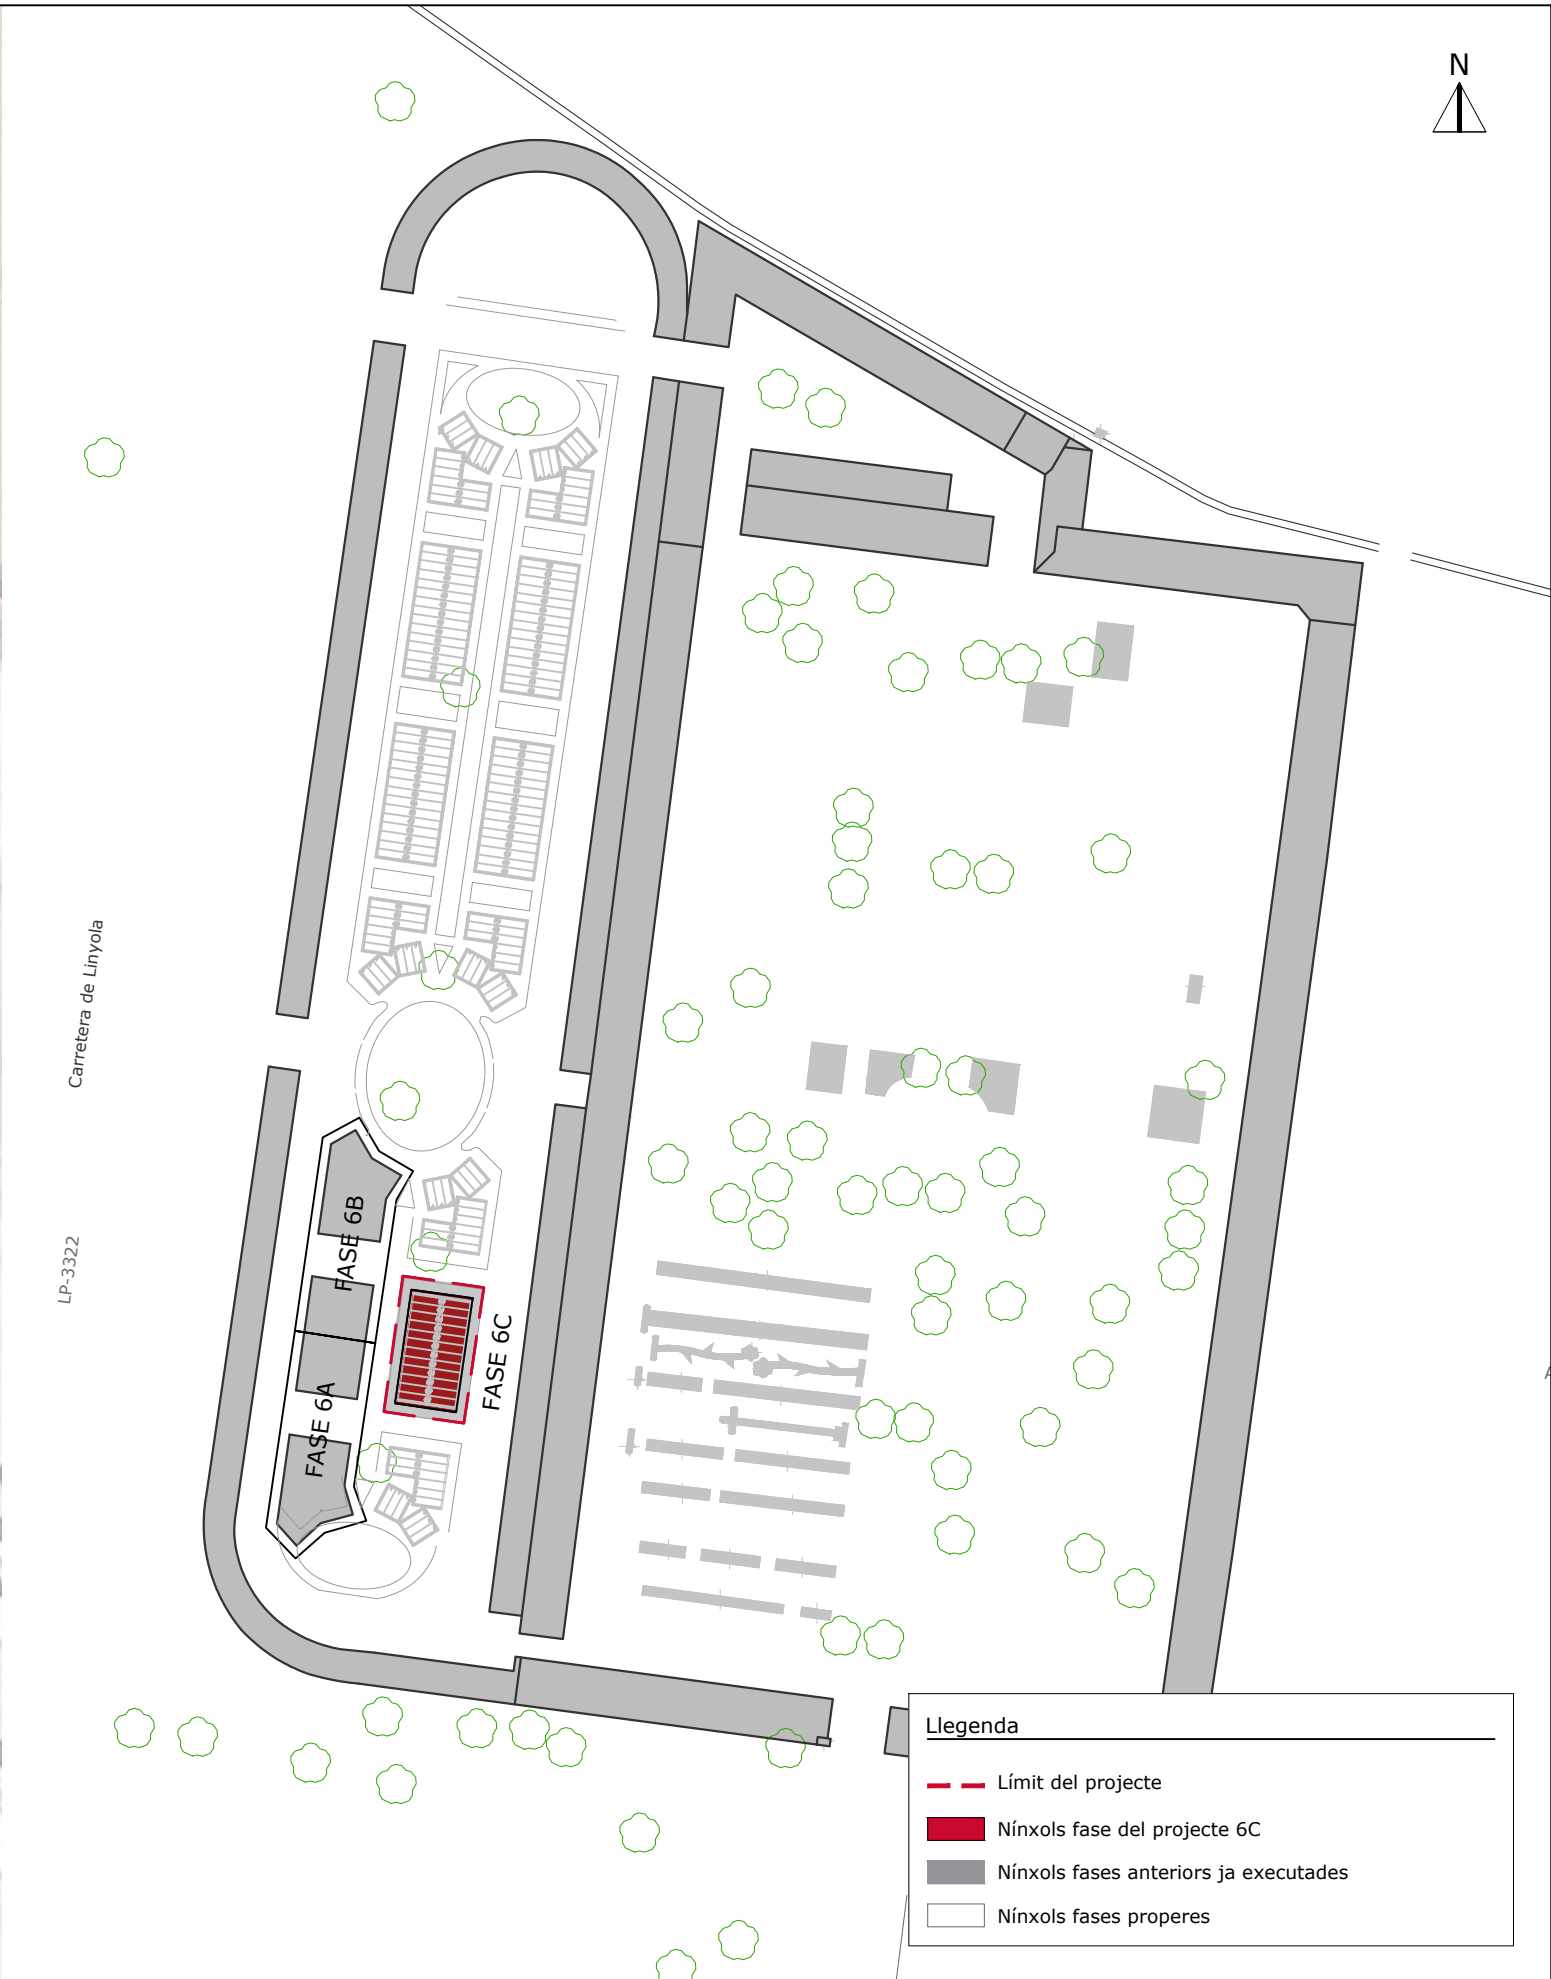 N
Carretera de Linyola
LP-3322
FASE 6B
FASE 6C
FASE 6A
Llegenda
Límit del projecte
Nínxols fase del projecte 6C
Nínxols fases anteriors ja executades
Nínxols fases properes